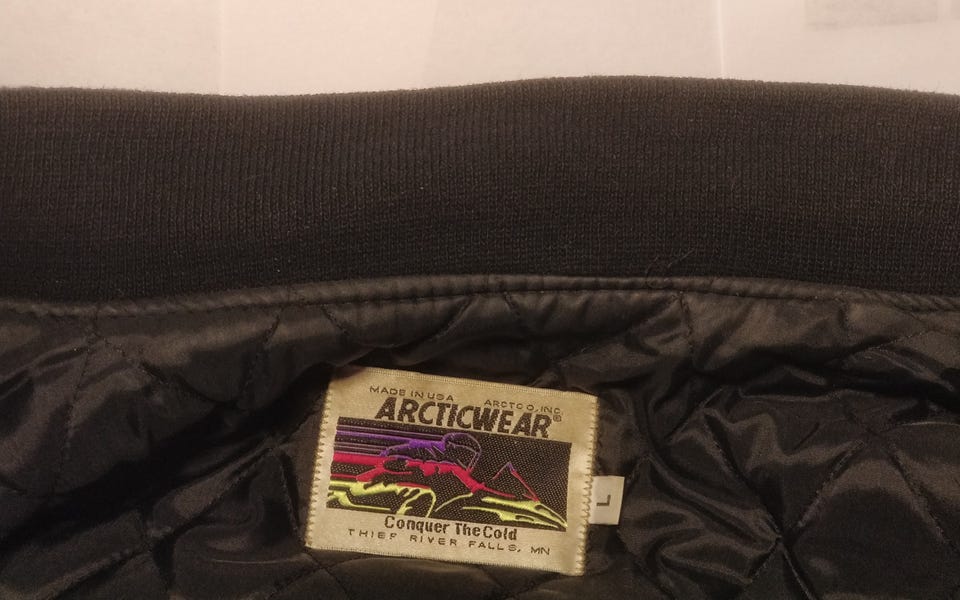 MADE IN USA ARCTCO, INC
ARCTICWEAR®
Conquer The Cold
THIEF RIVER FALLS, MN
L